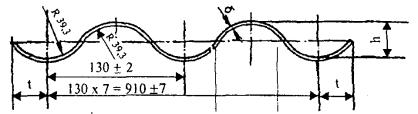 R·39,3
R·39,3
δ
h
130 ± 2
t
130 x 7 = 910 ±7
t